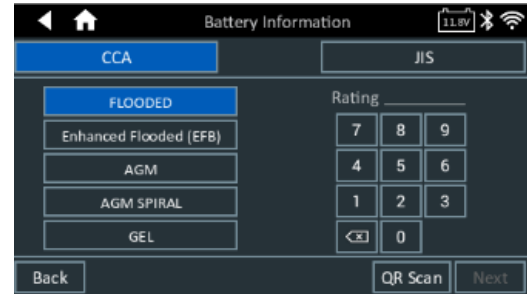 Battery Information
11.8V
CCA
JIS
FLOODED
Enhanced Flooded (EFB)
AGM
AGM SPIRAL
GEL
Rating ________
7 8 9
4 5 6
1 2 3
0
Back
QR Scan
Next